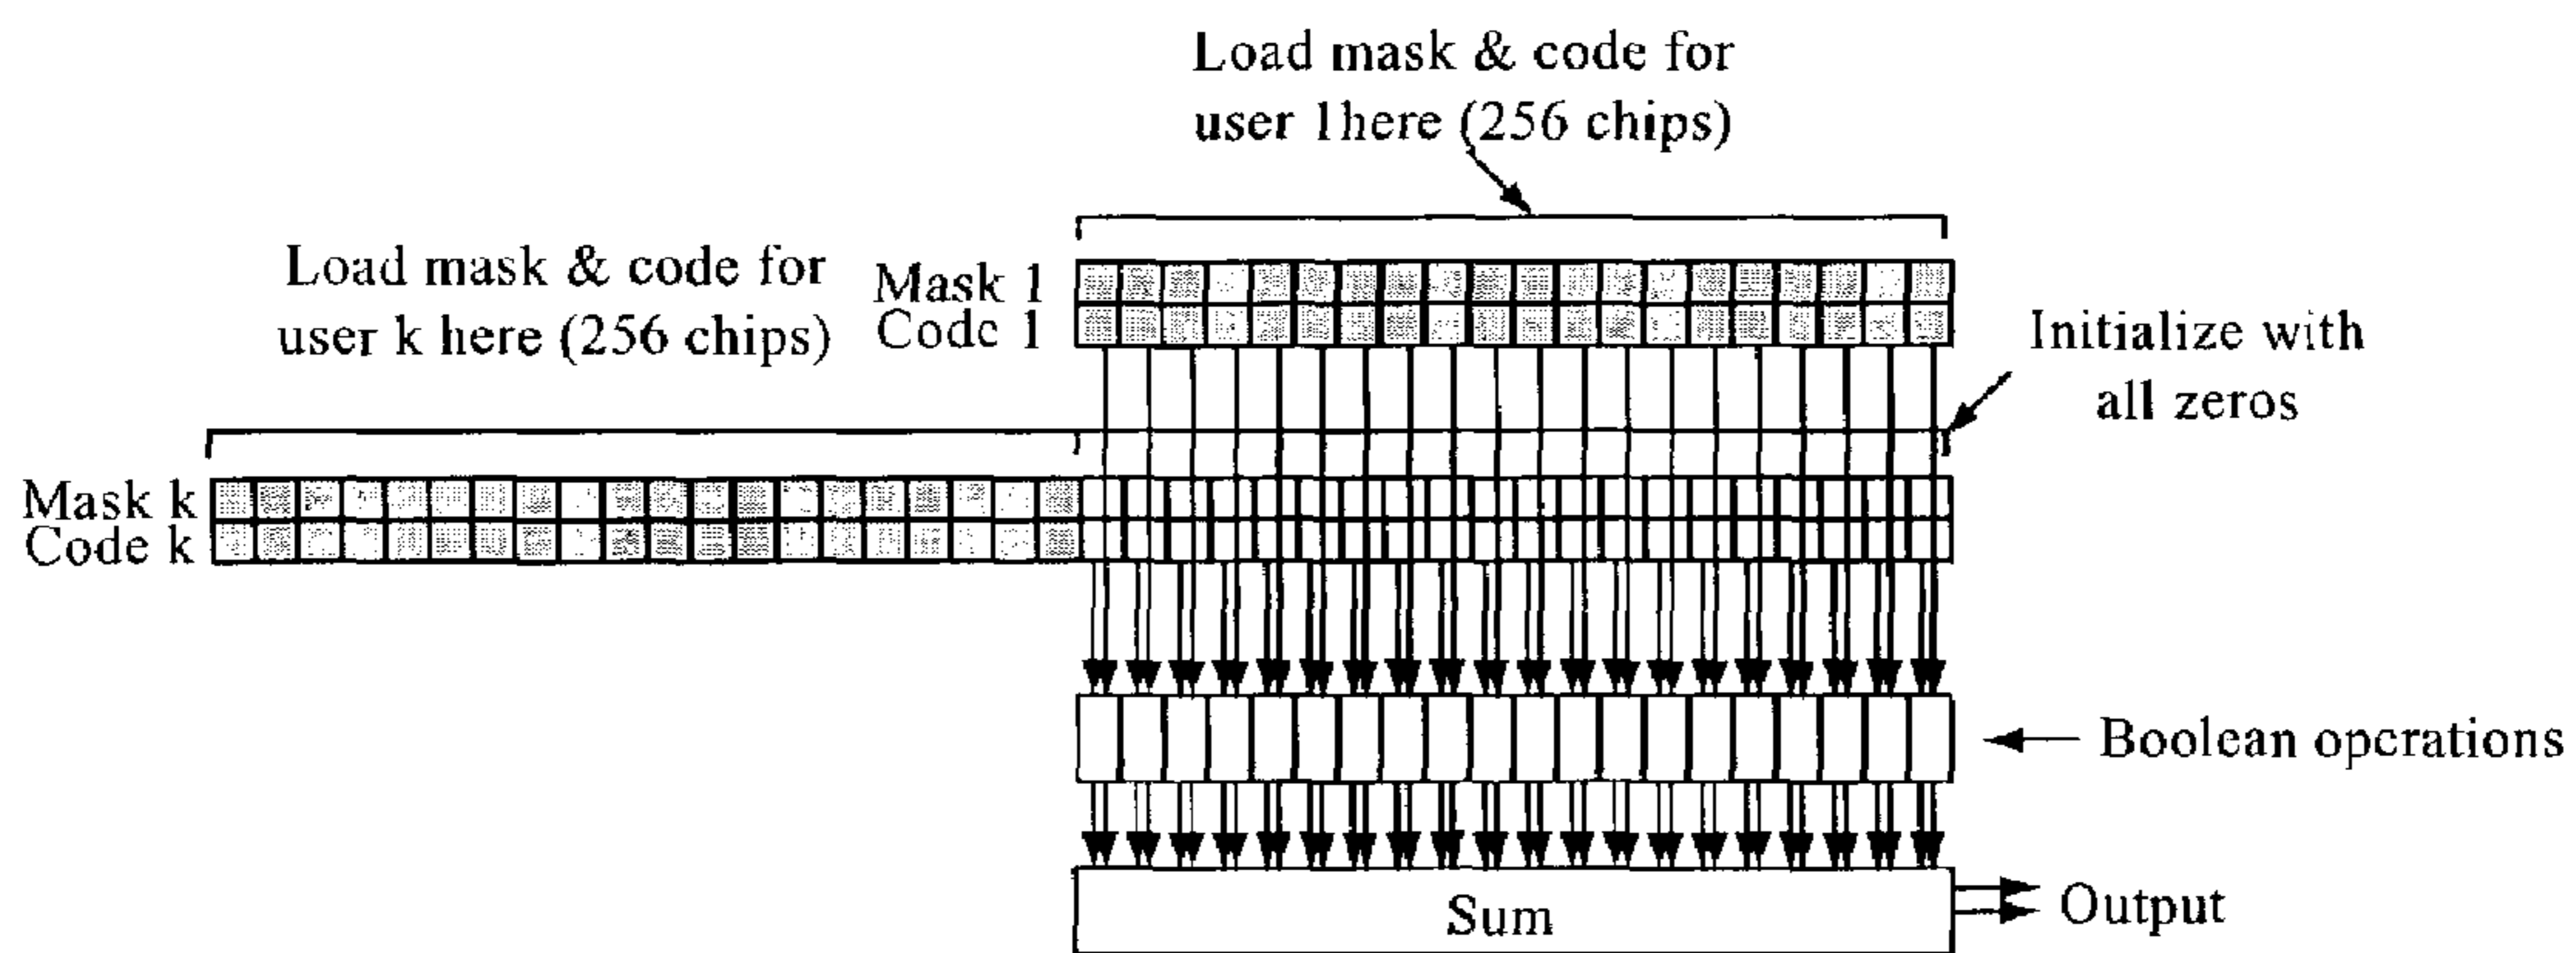 Load mask & code for
user 1here (256 chips)
Load mask & code for
user k here (256 chips)
Mask 1
Code 1
Initialize with
all zeros
Mask k
Code k
Boolean operations
Sum
Output